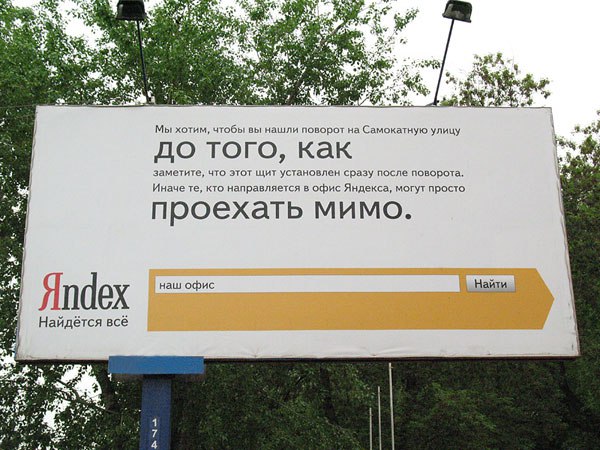 Мы хотим, чтобы вы нашли поворот на Самокатную улицу
до того, как
заметите, что этот щит установлен сразу после поворота.
Иначе те, кто направляется в офис Яндекса, могут просто
проехать мимо.
Яndex
Найдётся всё
наш офис
Найти
174